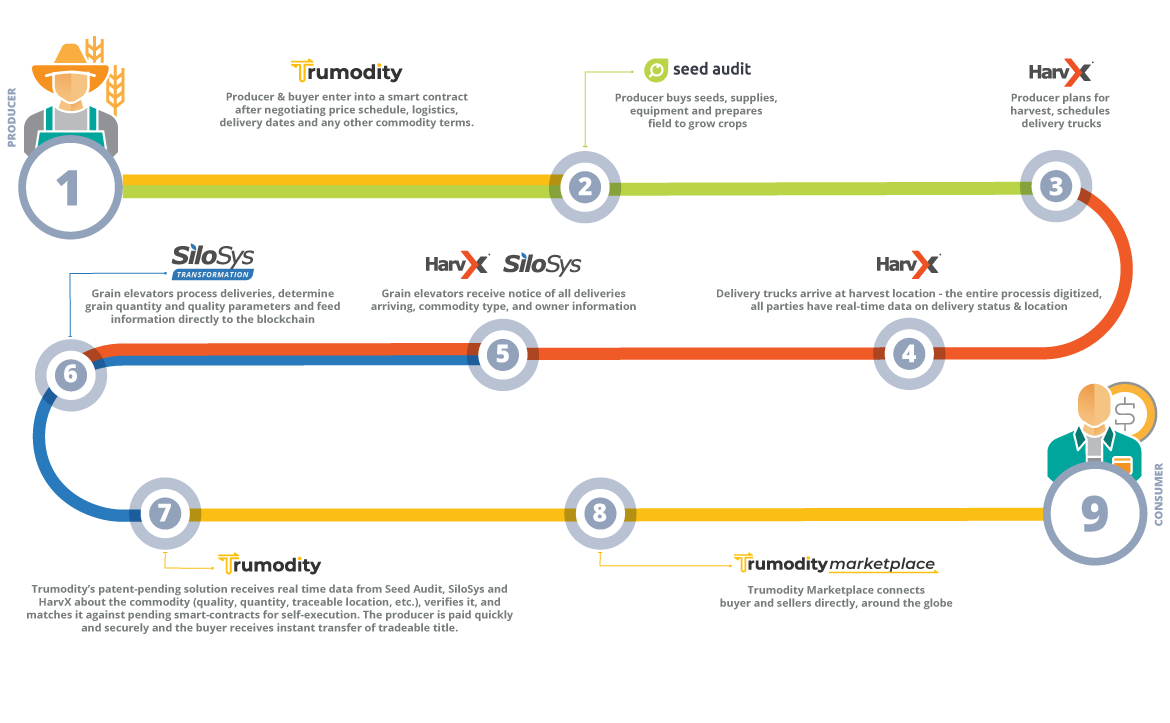 PRODUCER
1
Trumodity
Producer & buyer enter into a smart contract
after negotiating price schedule, logistics,
delivery dates and any other commodity terms.
2
seed audit
Producer buys seeds, supplies,
equipment and prepares
field to grow crops
3
HarvX
Producer plans for
harvest, schedules
delivery trucks
4
HarvX
Delivery trucks arrive at harvest location - the entire processis digitized,
all parties have real-time data on delivery status & location
5
HarvX SiloSys
Grain elevators receive notice of all deliveries
arriving, commodity type, and owner information
6
SiloSys
TRANSFORMATION
Grain elevators process deliveries, determine
grain quantity and quality parameters and feed
information directly to the blockchain
7
Trumodity
Trumodity's patent-pending solution receives real time data from Seed Audit, SiloSys and
HarvX about the commodity (quality, quantity, traceable location, etc.), verifies it, and
matches it against pending smart-contracts for self-execution. The producer is paid quickly
and securely and the buyer receives instant transfer of tradeable title.
8
Trumodity marketplace
Trumodity Marketplace connects
buyer and sellers directly, around the globe
$
9
CONSUMER